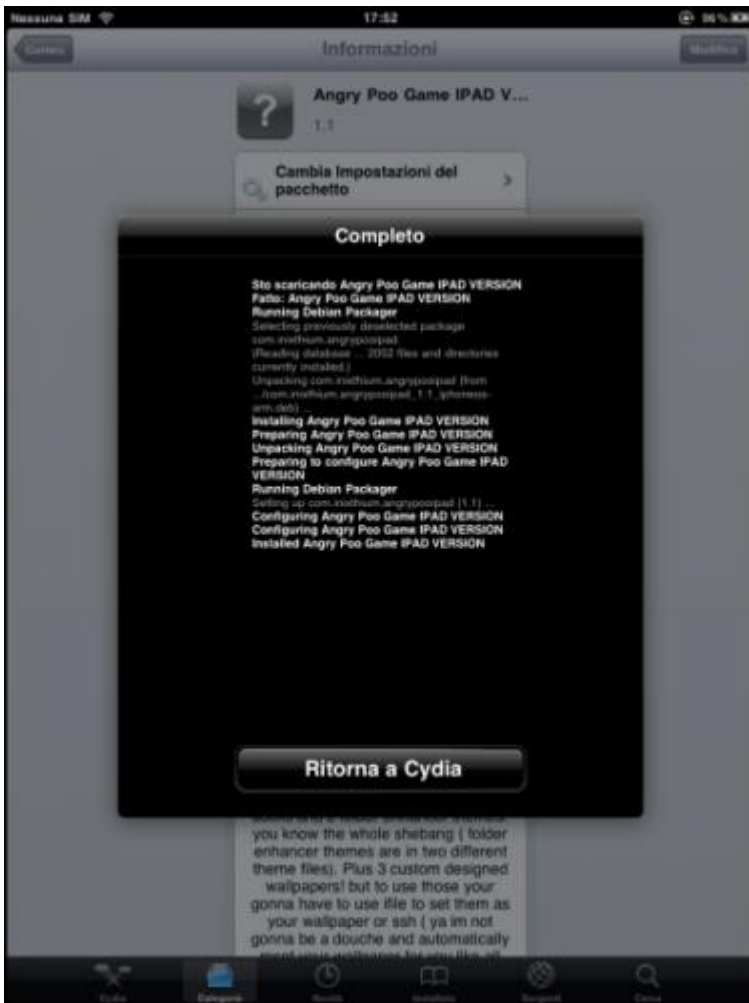 Nessuna SIM
17:52
Informazioni
Modifica
Angry Poo Game IPAD V...
1.1
Cambia Impostazioni del
pacchetto
Completo
Sto scaricando Angry Poo Game IPAD VERSION
Fatto: Angry Poo Game IPAD VERSION
Running Debian Packager
Selecting previously deselected package
(Reading database ... 2002 files and directories
currently installed.)
Installing Angry Poo Game IPAD VERSION
Preparing Angry Poo Game IPAD VERSION
Unpacking Angry Poo Game IPAD VERSION
Preparing to configure Angry Poo Game IPAD
VERSION
Running Debian Packager
Configuring Angry Poo Game IPAD VERSION
Configuring Angry Poo Game IPAD VERSION
Installed Angry Poo Game IPAD VERSION
Ritorna a Cydia
you know the whole shebang ( folder
enhancer themes are in two different
theme files). Plus 3 custom designed
wallpapers! but to use those your
gonna have to use ifile to set them as
your wallpaper or ssh ( ya im not
gonna be a douche and automatically
Cydia
Categorie